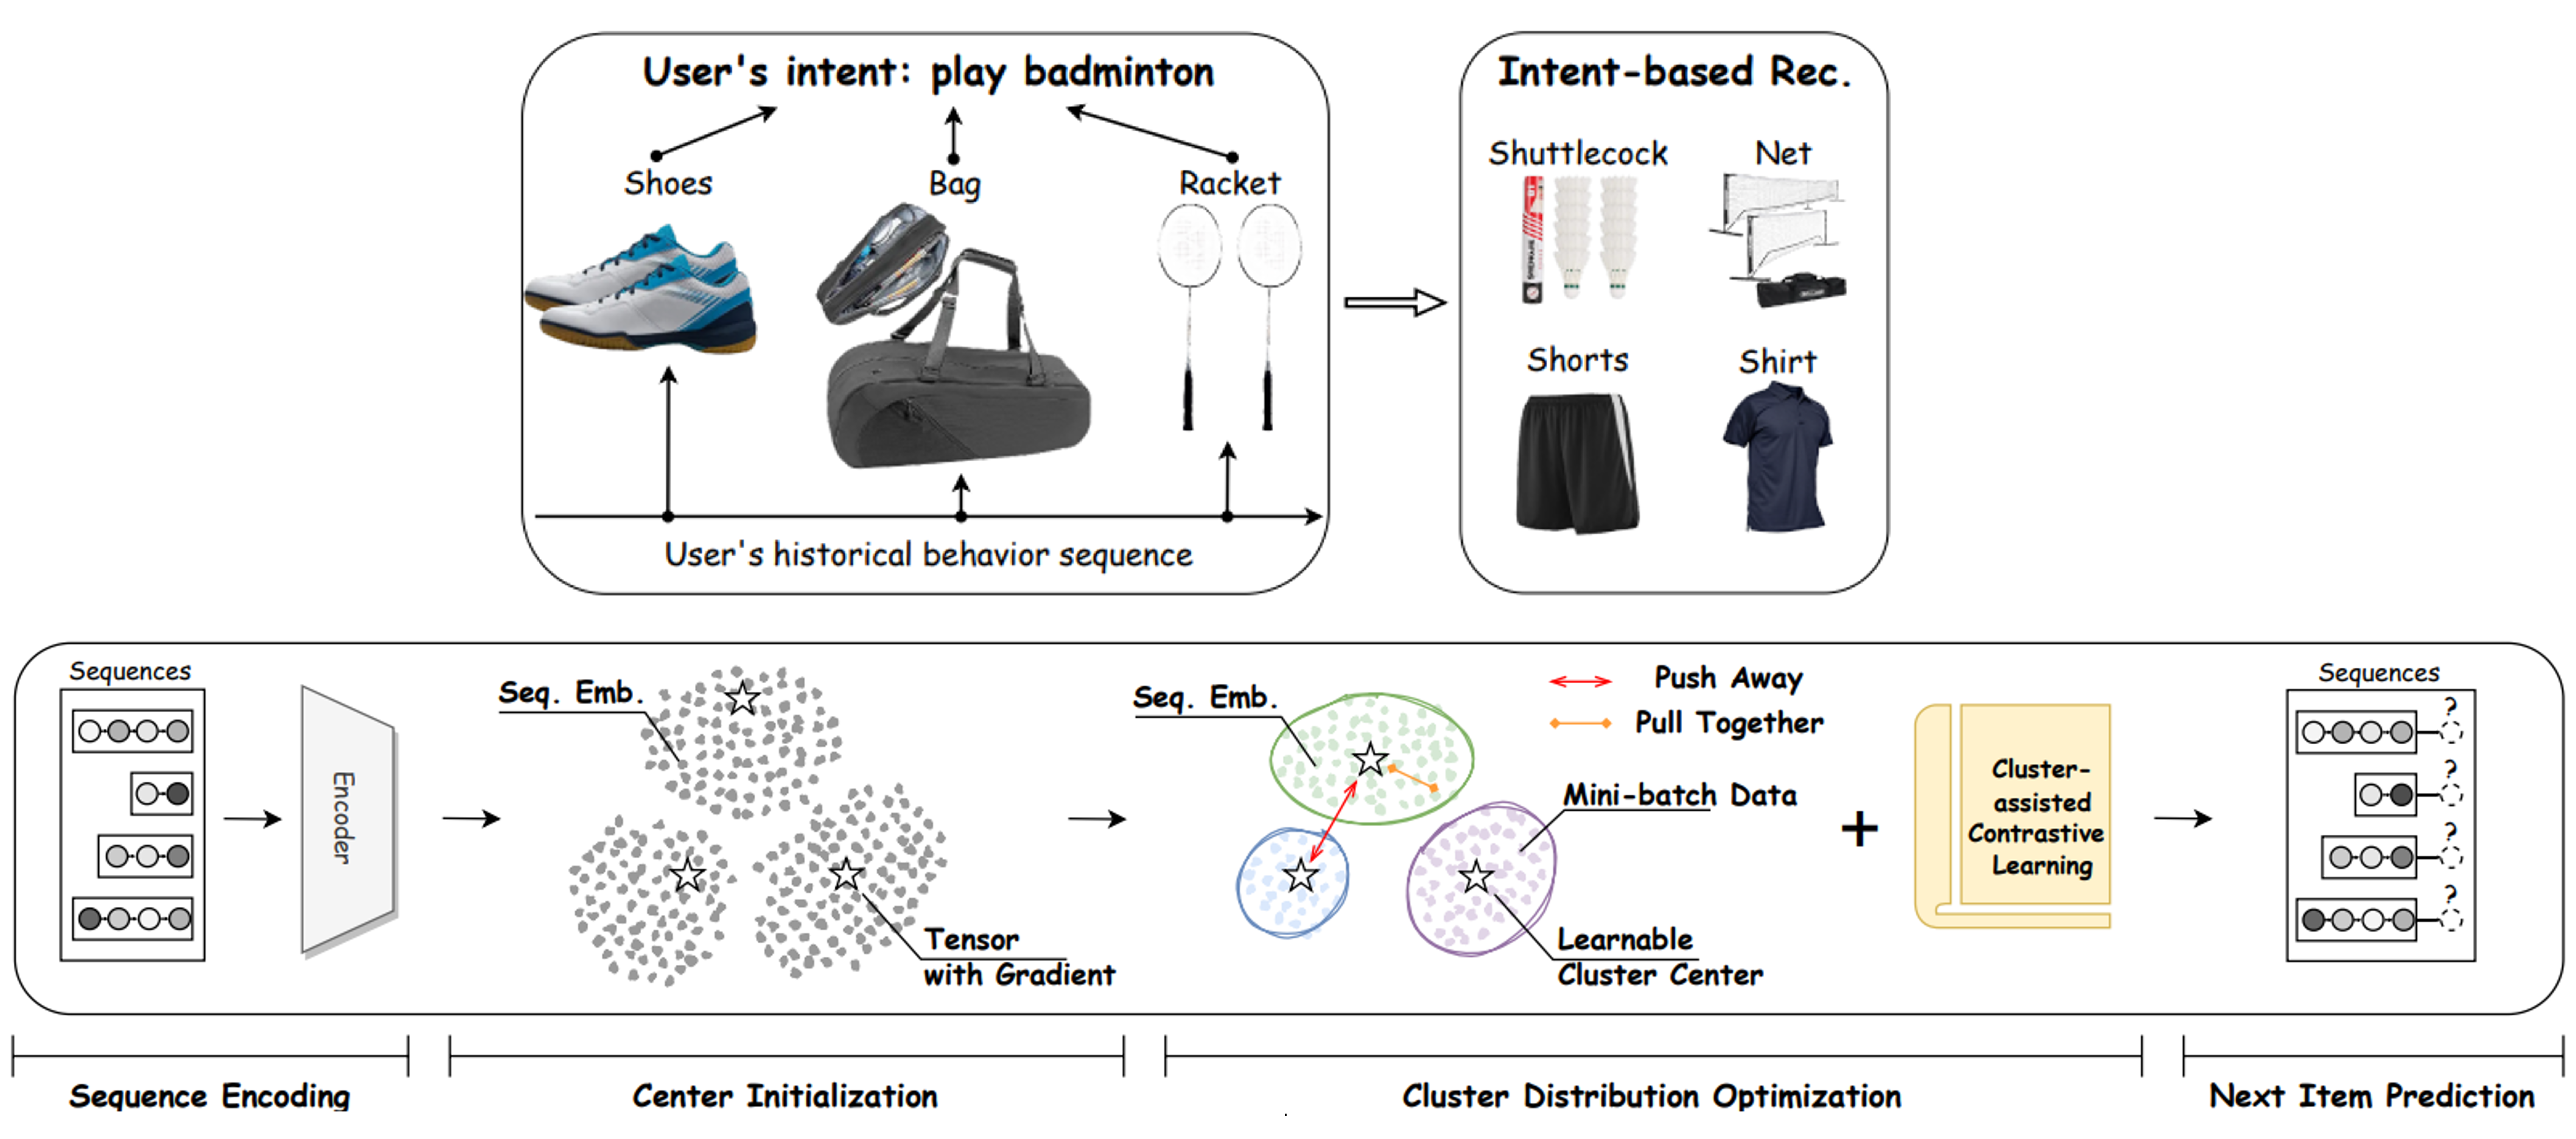 User's intent: play badminton
Shoes
Bag
Racket
User's historical behavior sequence
Intent-based Rec.
Shuttlecock
Net
Shorts
Shirt
Sequences
Encoder
Seq. Emb.
Tensor
with Gradient
Seq. Emb.
Push Away
Pull Together
Mini-batch Data
Learnable
Cluster Center
+
Cluster-
assisted
Contrastive
Learning
Sequences
?
?
?
?
Sequence Encoding
Center Initialization
Cluster Distribution Optimization
Next Item Prediction